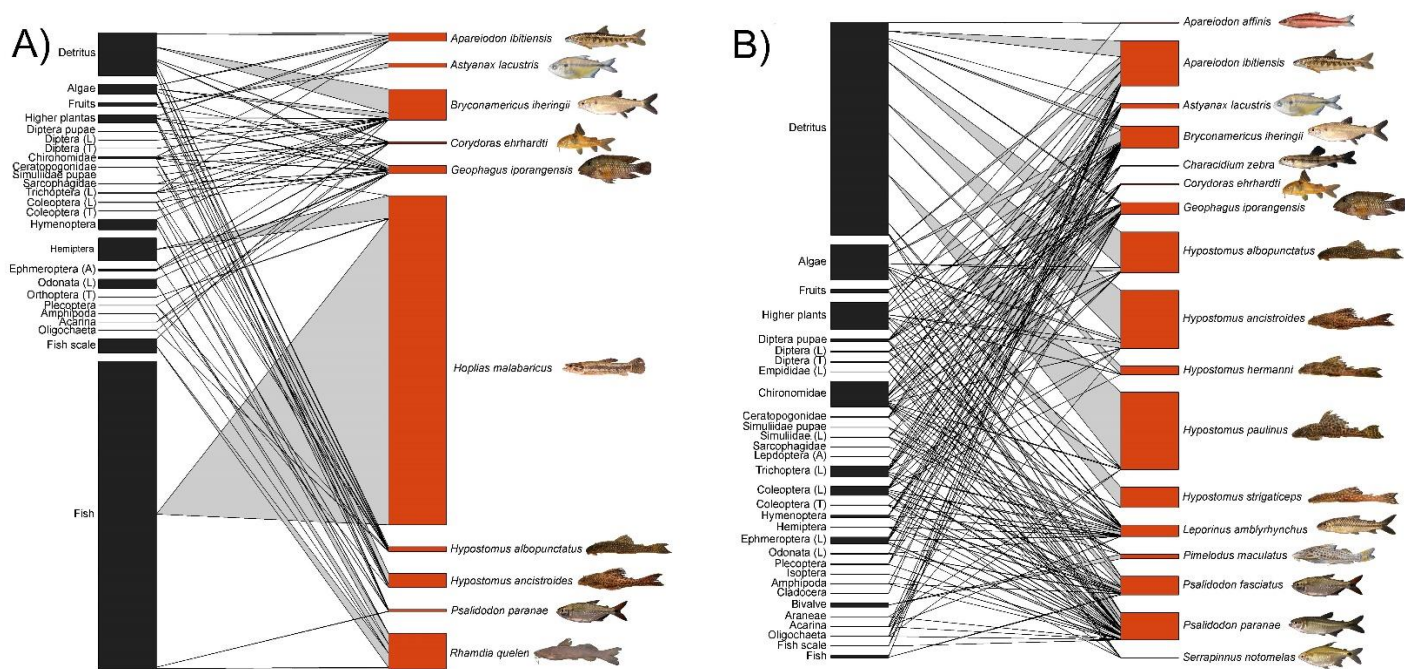 A)
Detritus
Algae
Fruits
Higher plantas
Diptera pupae
Diptera (L)
Diptera (T)
Chironomidae
Ceratopogonidae
Simuliidae pupae
Sarcophagidae
Trichoptera (L)
Coleoptera (L)
Coleoptera (T)
Hymenoptera
Hemiptera
Ephmeroptera (A)
Odonata (L)
Orthoptera (T)
Plecoptera
Amphipoda
Acarina
Oligochaeta
Fish scale
Fish
Apareiodon ibitiensis
Astyanax lacustris
Bryconamericus iheringii
Corydoras ehrhardti
Geophagus iporangensis
Hoplias malabaricus
Hypostomus albopunctatus
Hypostomus ancistroides
Psalidodon paranae
Rhamdia quelen
B)
Detritus
Algae
Fruits
Higher plants
Diptera pupae
Diptera (L)
Diptera (T)
Empididae (L)
Chironomidae
Ceratopogonidae
Simuliidae pupae
Simuliidae (L)
Sarcophagidae
Lepdoptera (A)
Trichoptera (L)
Coleoptera (L)
Coleoptera (T)
Hymenoptera
Hemiptera
Ephmeroptera (L)
Odonata (L)
Plecoptera
Isoptera
Amphipoda
Cladocera
Bivalve
Araneae
Acarina
Oligochaeta
Fish scale
Fish
Apareiodon affinis
Apareiodon ibitiensis
Astyanax lacustris
Bryconamericus iheringii
Characidium zebra
Corydoras ehrhardti
Geophagus iporangensis
Hypostomus albopunctatus
Hypostomus ancistroides
Hypostomus hermanni
Hypostomus paulinus
Hypostomus strigaticeps
Leporinus amblyrhynchus
Pimelodus maculatus
Psalidodon fasciatus
Psalidodon paranae
Serrapinnus notomelas